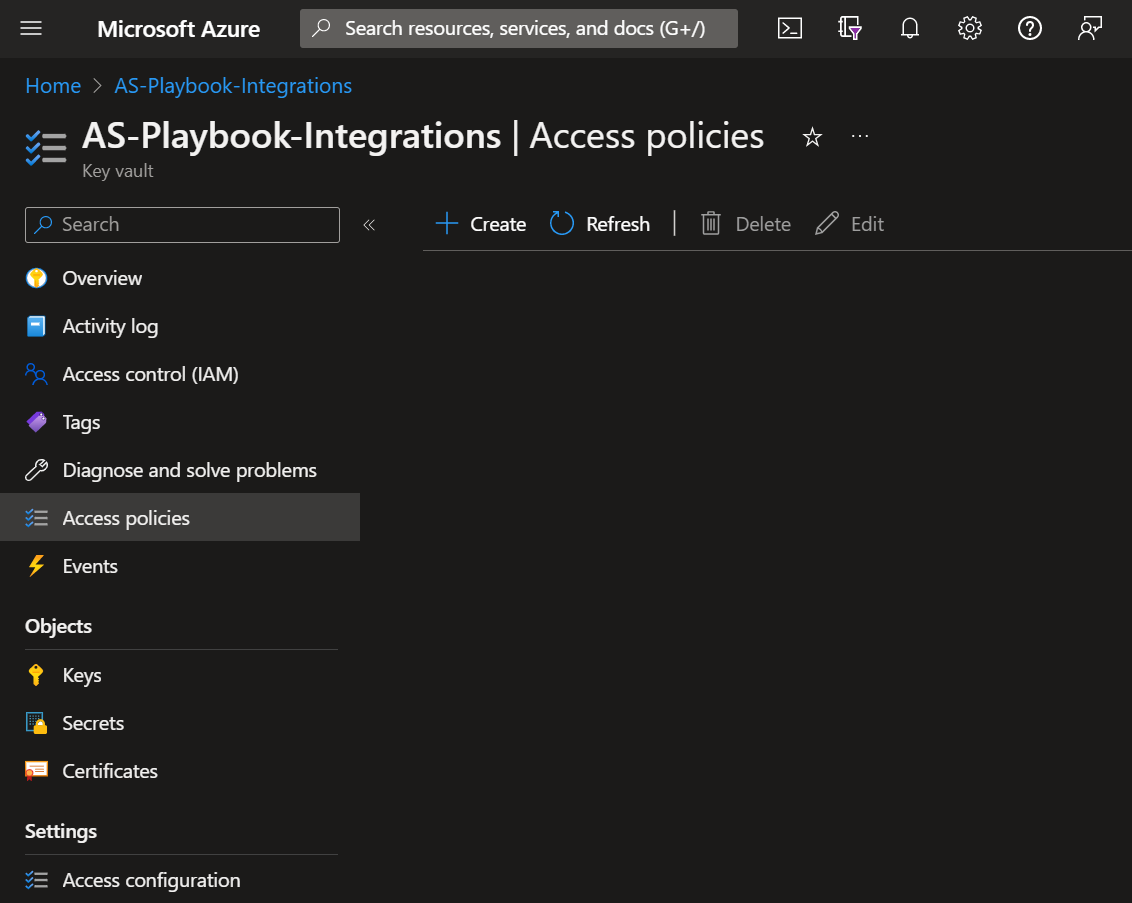 Microsoft Azure
Search resources, services, and docs (G+/)
Home > AS-Playbook-Integrations
AS-Playbook-Integrations | Access policies
Key vault
Search
Create Refresh Delete Edit
Overview
Activity log
Access control (IAM)
Tags
Diagnose and solve problems
Access policies
Events
Objects
Keys
Secrets
Certificates
Settings
Access configuration